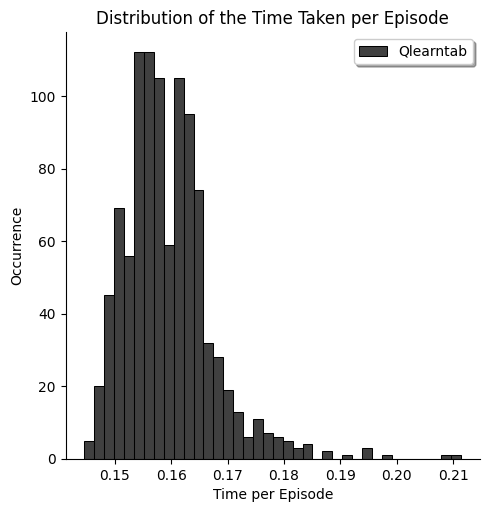 Distribution of the Time Taken per Episode
Qlearntab
Occurrence
100
80
60
40
20
0
0.15 0.16 0.17 0.18 0.19 0.20 0.21
Time per Episode